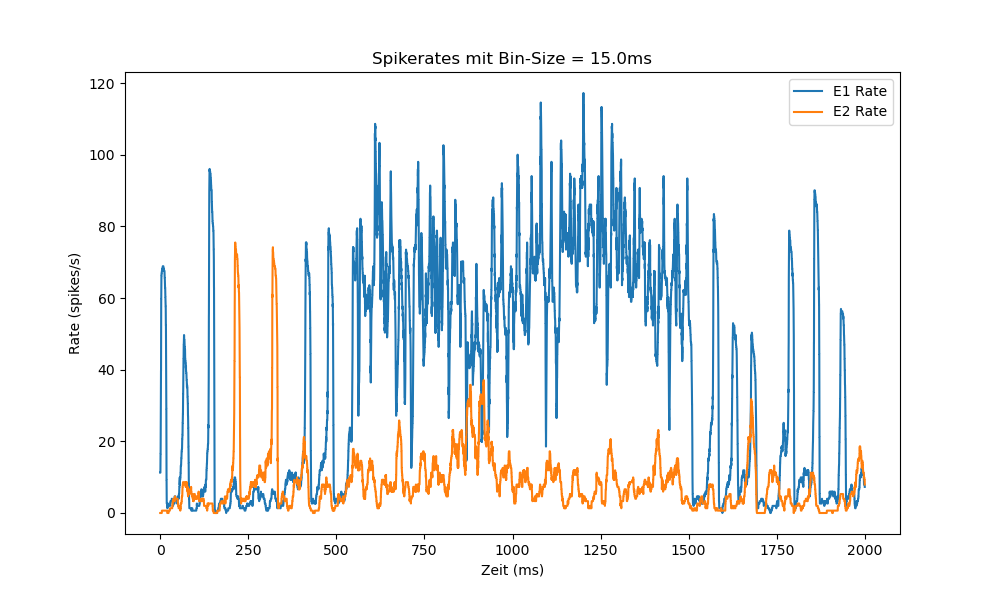 Spikerates mit Bin-Size = 15.0ms
E1 Rate
E2 Rate
Rate (spikes/s)
120
100
80
60
40
20
0
0 250 500 750 1000 1250 1500 1750 2000
Zeit (ms)